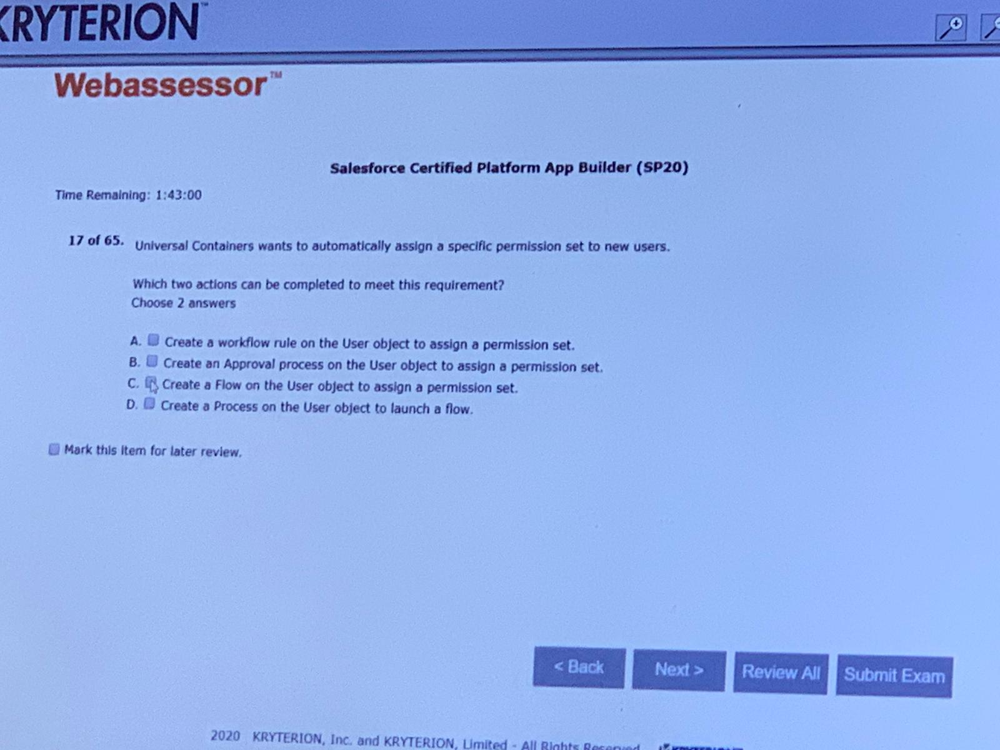 KRYTERION™
Webassessor™
Salesforce Certified Platform App Builder (SP20)
Time Remaining: 1:43:00
17 of 65. Universal Containers wants to automatically assign a specific permission set to new users.
Which two actions can be completed to meet this requirement?
Choose 2 answers
A. Create a workflow rule on the User object to assign a permission set.
B. Create an Approval process on the User object to assign a permission set.
C. Create a Flow on the User object to assign a permission set.
D. Create a Process on the User object to launch a flow.
Mark this item for later review.
< Back Next > Review All Submit Exam
2020 KRYTERION, Inc. and KRYTERION, Limited - All Rights Reserved KRYTERION